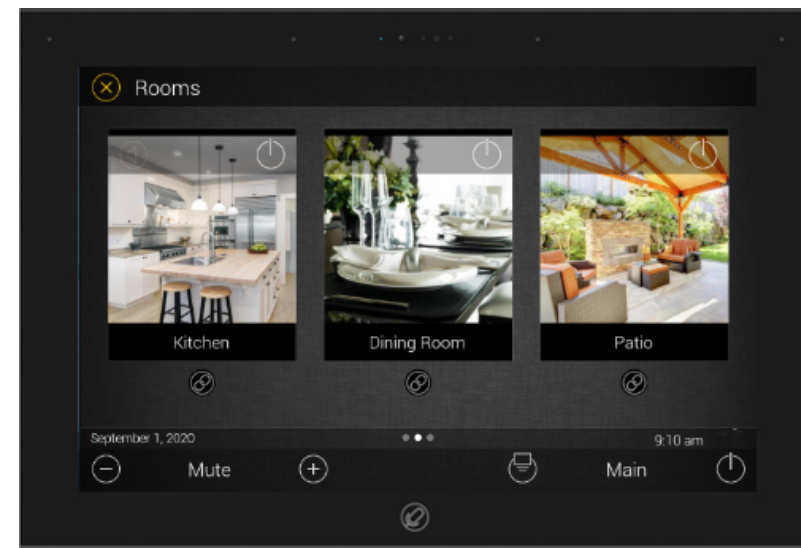 Rooms
Kitchen
Dining Room
Patio
September 1, 2020
9:10 am
Mute
Main